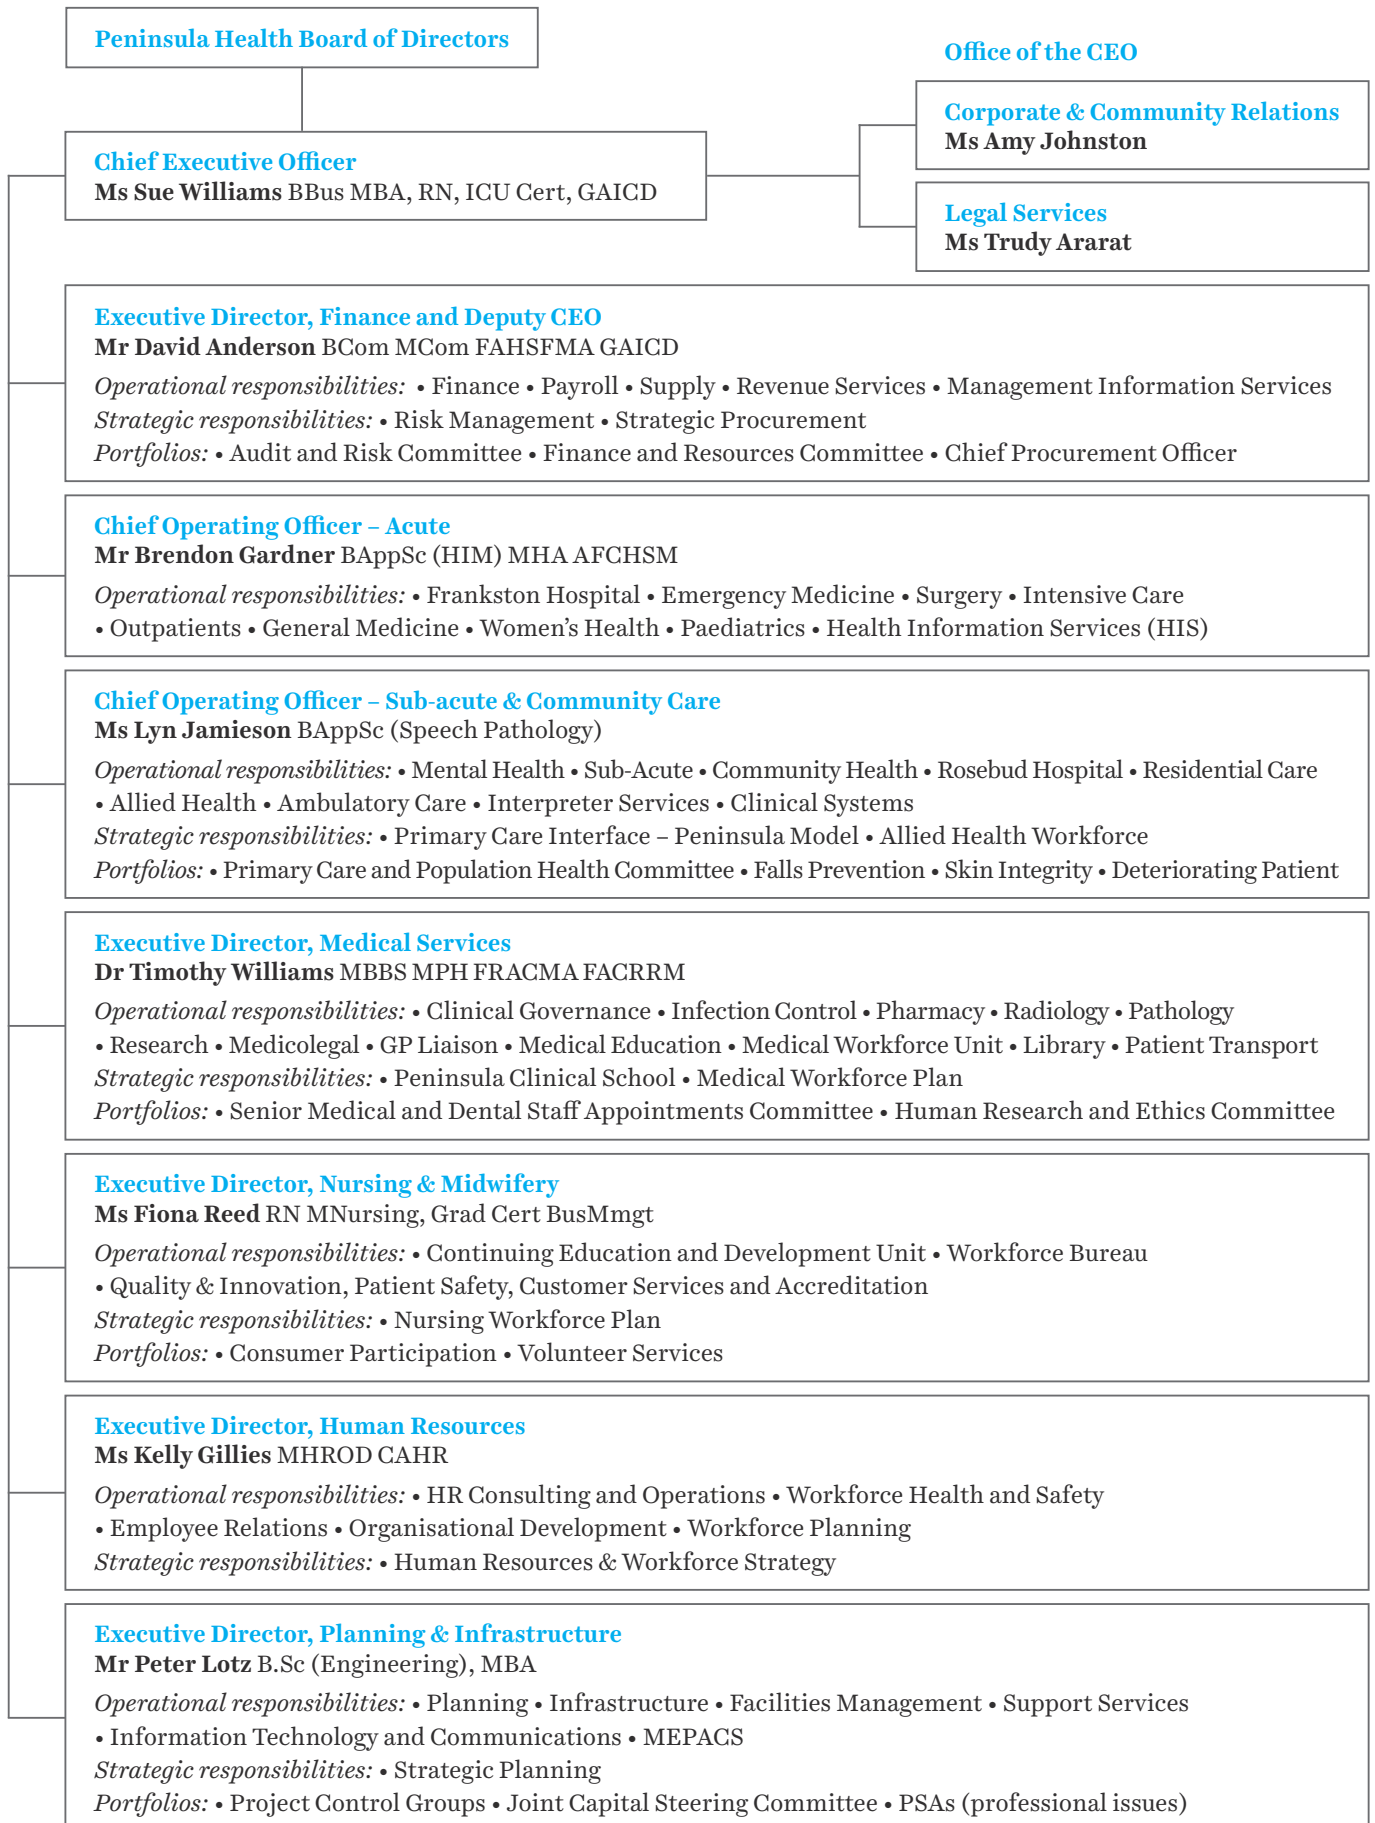 Peninsula Health Board of Directors
Office of the CEO
Corporate & Community Relations
Ms Amy Johnston
Chief Executive Officer
Ms Sue Williams BBus MBA, RN, ICU Cert, GAICD
Legal Services
Ms Trudy Ararat
Executive Director, Finance and Deputy CEO
Mr David Anderson BCom MCom FAHSFMA GAICD
Operational responsibilities: • Finance • Payroll • Supply • Revenue Services • Management Information Services
Strategic responsibilities: • Risk Management • Strategic Procurement
Portfolios: • Audit and Risk Committee • Finance and Resources Committee • Chief Procurement Officer
Chief Operating Officer – Acute
Mr Brendon Gardner BAppSc (HIM) MHA AFCHSM
Operational responsibilities: • Frankston Hospital • Emergency Medicine • Surgery • Intensive Care
• Outpatients • General Medicine • Women's Health • Paediatrics • Health Information Services (HIS)
Chief Operating Officer – Sub-acute & Community Care
Ms Lyn Jamieson BAppSc (Speech Pathology)
Operational responsibilities: • Mental Health • Sub-Acute • Community Health • Rosebud Hospital • Residential Care
• Allied Health • Ambulatory Care • Interpreter Services • Clinical Systems
Strategic responsibilities: • Primary Care Interface – Peninsula Model • Allied Health Workforce
Portfolios: • Primary Care and Population Health Committee • Falls Prevention • Skin Integrity • Deteriorating Patient
Executive Director, Medical Services
Dr Timothy Williams MBBS MPH FRACMA FACRRM
Operational responsibilities: • Clinical Governance • Infection Control • Pharmacy • Radiology • Pathology
• Research • Medicolegal • GP Liaison • Medical Education • Medical Workforce Unit • Library • Patient Transport
Strategic responsibilities: • Peninsula Clinical School • Medical Workforce Plan
Portfolios: • Senior Medical and Dental Staff Appointments Committee • Human Research and Ethics Committee
Executive Director, Nursing & Midwifery
Ms Fiona Reed RN MNursing, Grad Cert BusMmgt
Operational responsibilities: • Continuing Education and Development Unit • Workforce Bureau
• Quality & Innovation, Patient Safety, Customer Services and Accreditation
Strategic responsibilities: • Nursing Workforce Plan
Portfolios: • Consumer Participation • Volunteer Services
Executive Director, Human Resources
Ms Kelly Gillies MHROD CAHR
Operational responsibilities: • HR Consulting and Operations • Workforce Health and Safety
• Employee Relations • Organisational Development • Workforce Planning
Strategic responsibilities: • Human Resources & Workforce Strategy
Executive Director, Planning & Infrastructure
Mr Peter Lotz B.Sc (Engineering), MBA
Operational responsibilities: • Planning • Infrastructure • Facilities Management • Support Services
• Information Technology and Communications • MEPACS
Strategic responsibilities: • Strategic Planning
Portfolios: • Project Control Groups • Joint Capital Steering Committee • PSAs (professional issues)